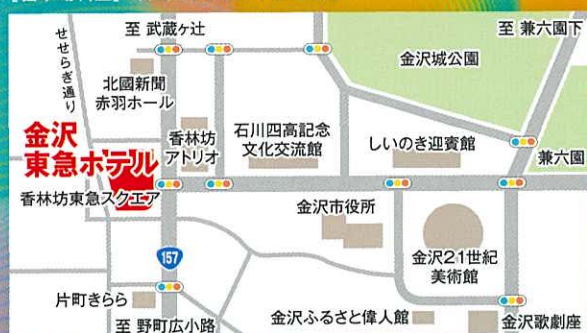 至 武蔵ヶ辻
至 兼六園下
せせらぎ通り
金沢城公園
北國新聞
赤羽ホール
金沢
東急ホテル
香林坊
アトリオ
石川四高記念
文化交流館
しいのき迎賓館
兼六園
香林坊東急スクエア
金沢市役所
金沢21世紀
美術館
157
片町きらら
至 野町広小路
金沢ふるさと偉人館
金沢歌劇座